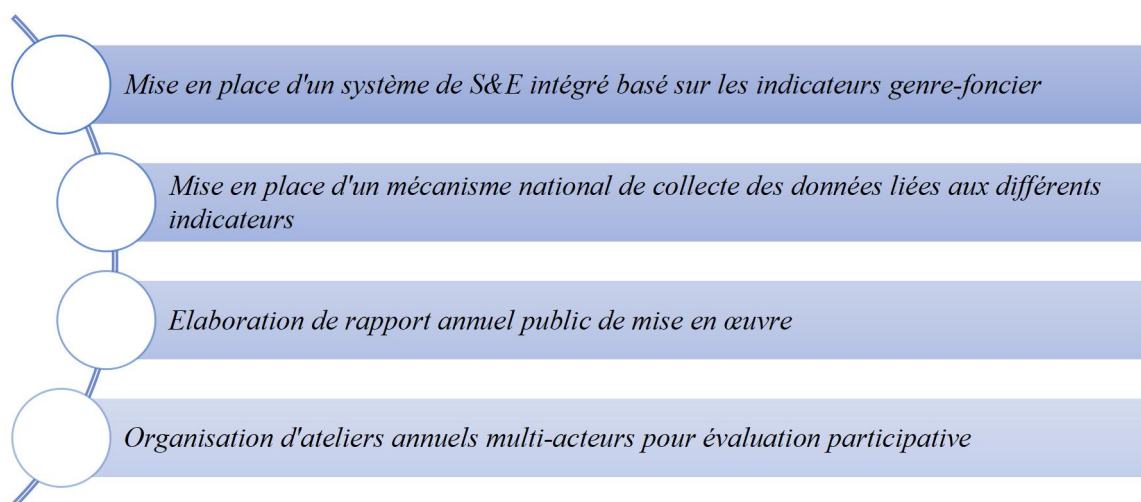 Mise en place d'un système de S&E intégré basé sur les indicateurs genre-foncier
Mise en place d'un mécanisme national de collecte des données liées aux différents
indicateurs
Elaboration de rapport annuel public de mise en œuvre
Organisation d'ateliers annuels multi-acteurs pour évaluation participative